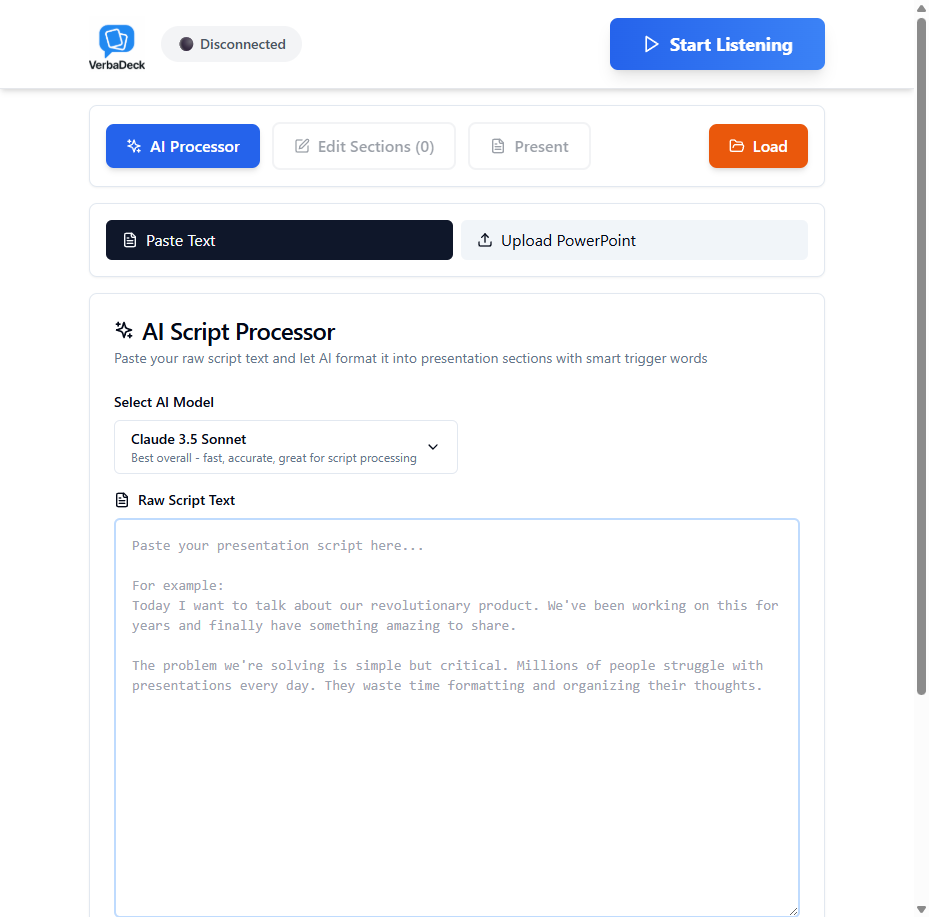 VerbaDeck
Disconnected
Start Listening
AI Processor
Edit Sections (0)
Present
Load
Paste Text
Upload PowerPoint
AI Script Processor
Paste your raw script text and let AI format it into presentation sections with smart trigger words
Select AI Model
Claude 3.5 Sonnet
Best overall - fast, accurate, great for script processing
Raw Script Text
Paste your presentation script here...
For example:
Today I want to talk about our revolutionary product. We've been working on this for
years and finally have something amazing to share.
The problem we're solving is simple but critical. Millions of people struggle with
presentations every day. They waste time formatting and organizing their thoughts.